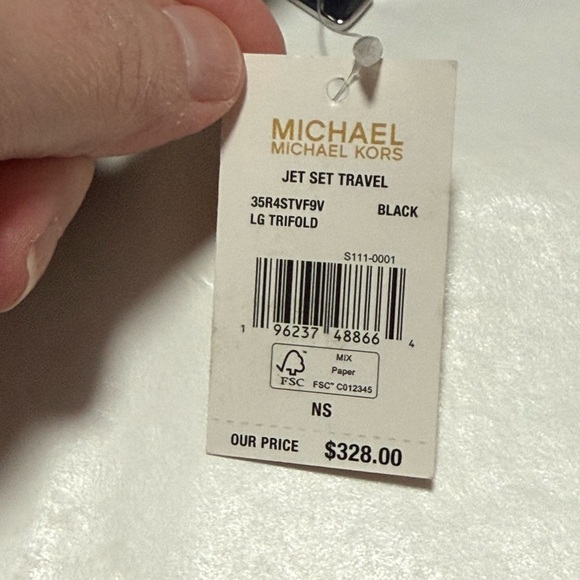 MICHAEL
MICHAEL KORS
JET SET TRAVEL
35R4STVF9V BLACK
LG TRIFOLD
S111-0001
1 96237 48866 4
FSC
MIX
Paper
FSC™ C012345
NS
OUR PRICE $328.00